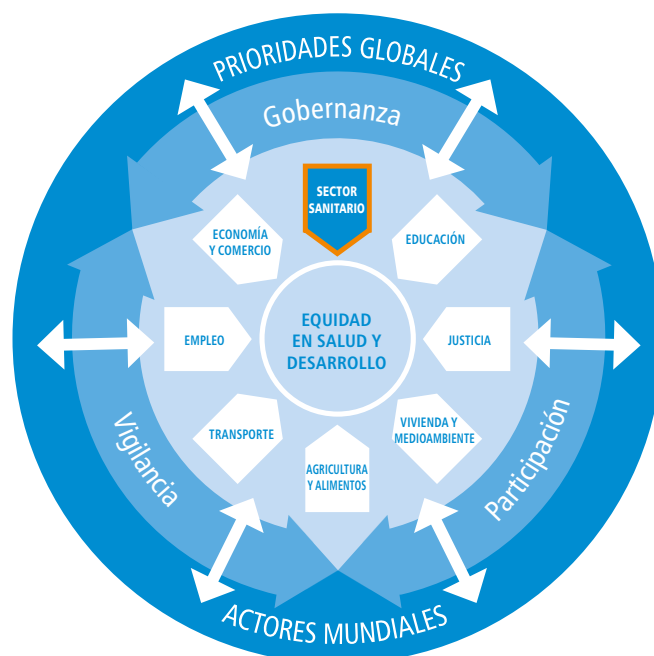 PRIORIDADES GLOBALES
Gobernanza
SECTOR
SANITARIO
ECONOMÍA
Y COMERCIO
EDUCACIÓN
EMPLEO
EQUIDAD
EN SALUD Y
DESARROLLO
JUSTICIA
TRANSPORTE
VIVIENDA Y
MEDIOAMBIENTE
AGRICULTURA
Y ALIMENTOS
Vigilancia
Participación
ACTORES MUNDIALES